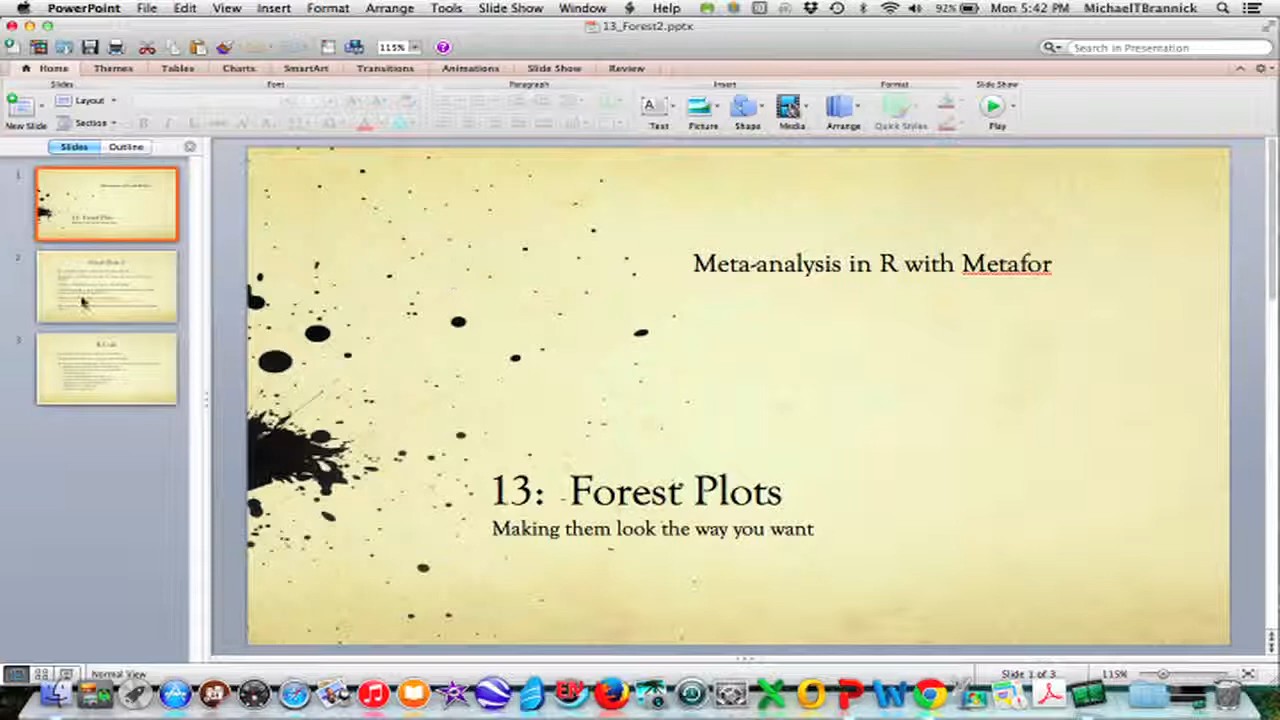 PowerPoint File Edit View Insert Format Arrange Tools Slide Show Window Help 92% Mon 5:42 PM MichaelTBrannick
13_Forest2.pptx
115% Search in Presentation
Home Themes Tables Charts SmartArt Transitions Animations Slide Show Review
Slides Font Paragraph Insert Format Slide Show
New Slide Layout Section Text Picture Shape Media Arrange Quick Styles Play
Slides Outline
1
2
3
Meta-analysis in R with Metafor
13: Forest Plots
Making them look the way you want
Normal View Slide 1 of 3 115%